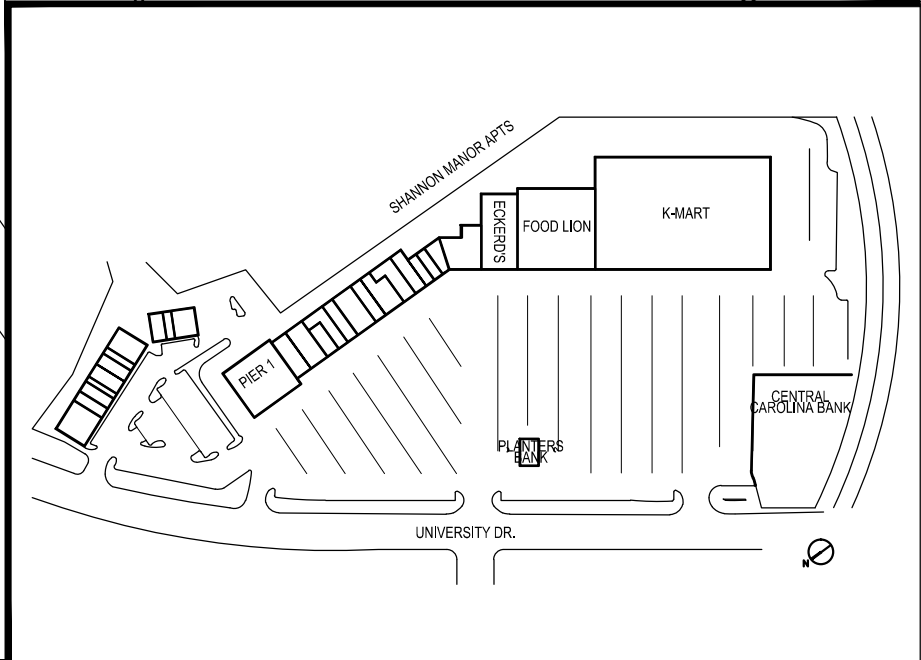 SHANNON MANOR APTS
ECKERD'S
FOOD LION
K-MART
PIER 1
CENTRAL
CAROLINA BANK
PLANTERS
BANK
UNIVERSITY DR.
N